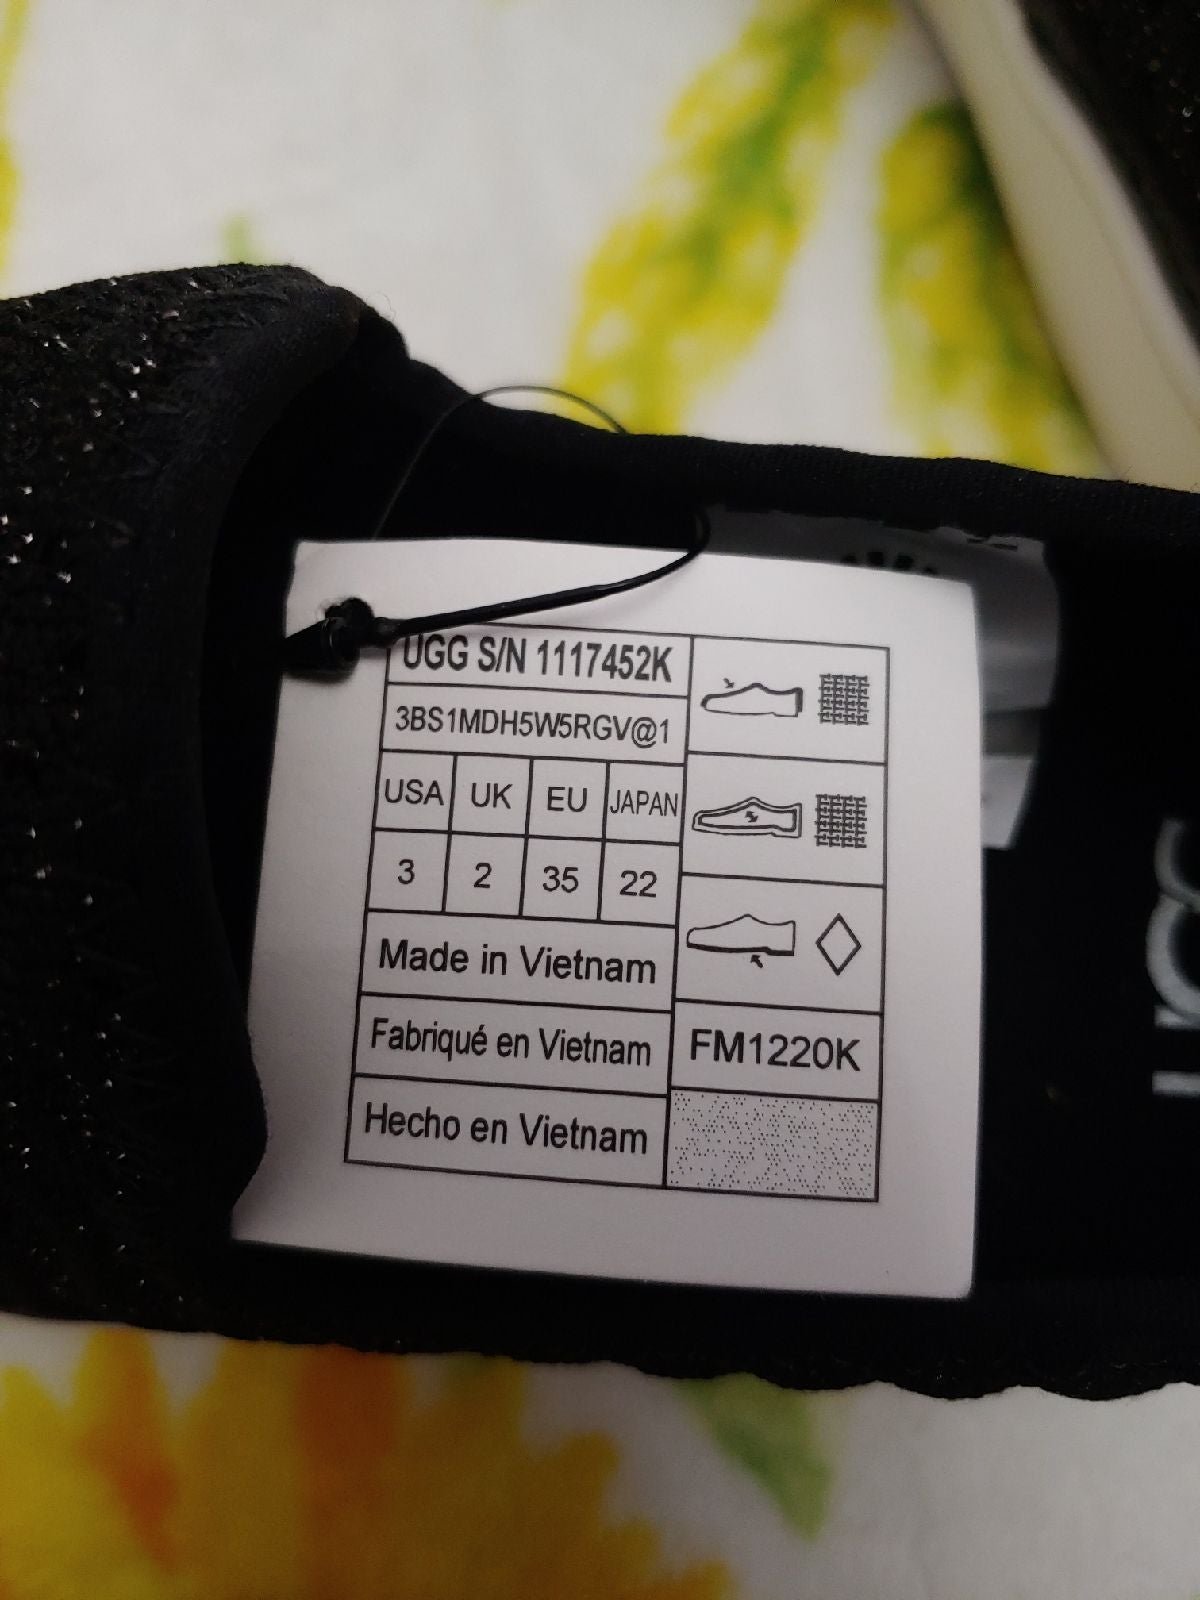 UGG S/N 1117452K
3BS1MDH5W5RGV@1
USA UK EU JAPAN
3 2 35 22
Made in Vietnam
Fabriqué en Vietnam
Hecho en Vietnam
FM1220K